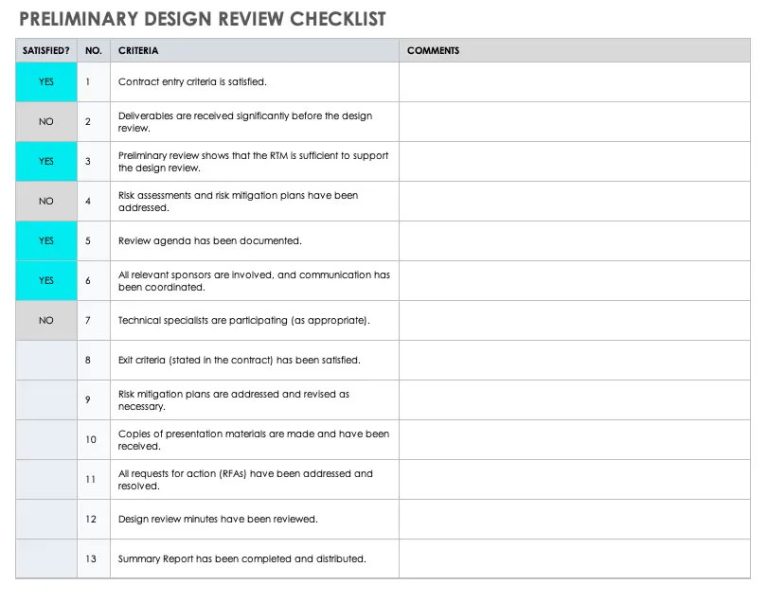 PRELIMINARY DESIGN REVIEW CHECKLIST
SATISFIED? NO. CRITERIA COMMENTS
YES 1 Contract entry criteria is satisfied.
NO 2 Deliverables are received significantly before the design
review.
YES 3 Preliminary review shows that the RTM is sufficient to support
the design review.
NO 4 Risk assessments and risk mitigation plans have been
addressed.
YES 5 Review agenda has been documented.
YES 6 All relevant sponsors are involved, and communication has
been coordinated.
NO 7 Technical specialists are participating (as appropriate).
8 Exit criteria (stated in the contract) has been satisfied.
9 Risk mitigation plans are addressed and revised as
necessary.
10 Copies of presentation materials are made and have been
received.
11 All requests for action (RFAs) have been addressed and
resolved.
12 Design review minutes have been reviewed.
13 Summary Report has been completed and distributed.